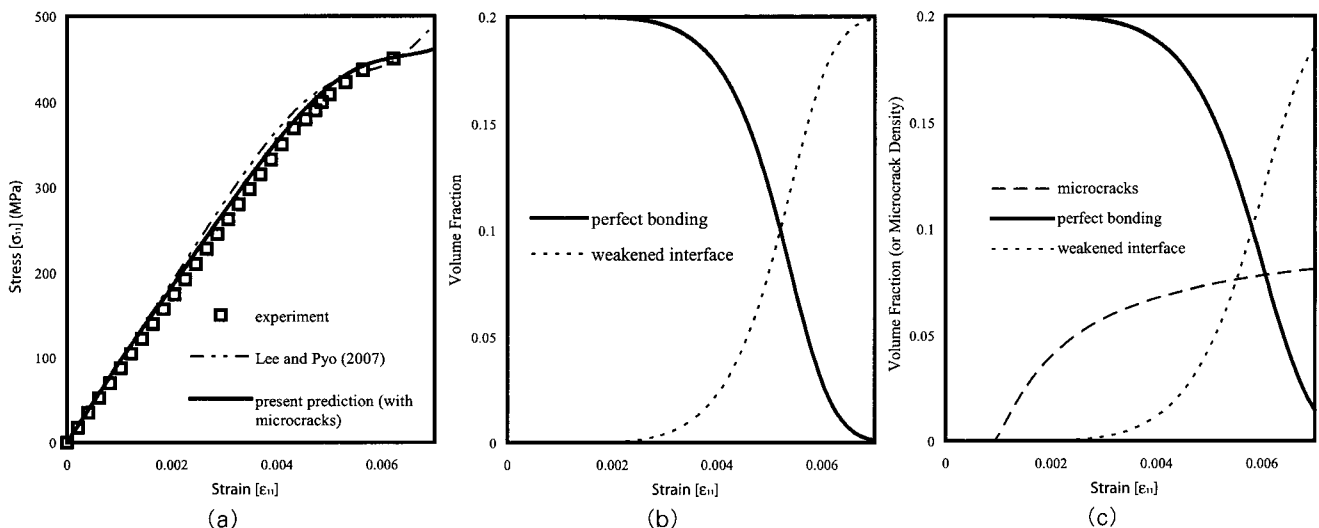 500
400
300
200
100
0
Stress [σ₁₁] (MPa)
experiment
Lee and Pyo (2007)
present prediction (with
microcracks)
0
0.002
0.004
0.006
Strain [ε₁₁]
(a)
0.2
0.15
0.1
0.05
0
Volume Fraction
perfect bonding
weakened interface
0
0.002
0.004
0.006
Strain [ε₁₁]
(b)
0.2
0.15
0.1
0.05
0
Volume Fraction (or Microcrack Density)
microcracks
perfect bonding
weakened interface
0
0.002
0.004
0.006
Strain [ε₁₁]
(c)